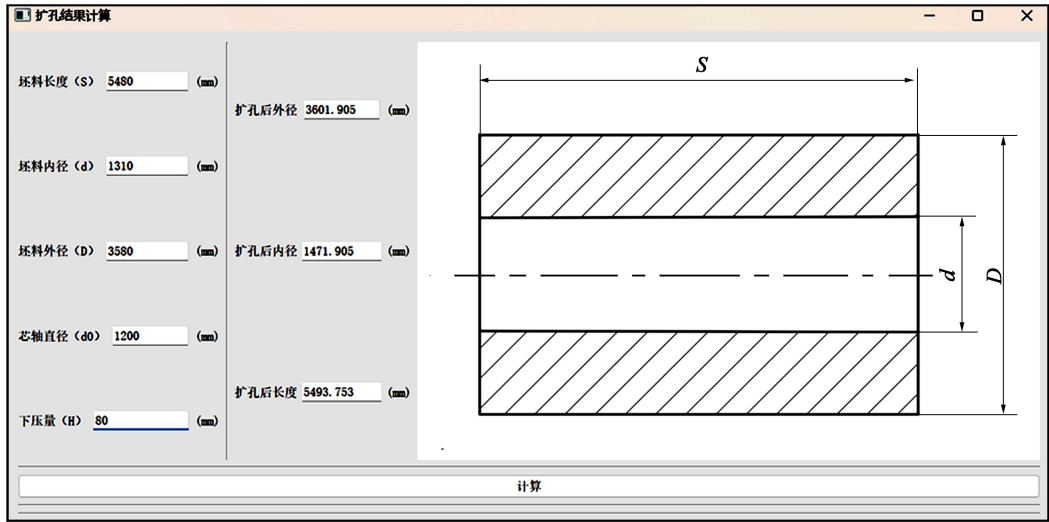 扩孔结果计算
坯料长度（S） 5480 (mm)
坯料内径（d） 1310 (mm)
坯料外径（D） 3580 (mm)
芯轴直径（d0） 1200 (mm)
下压量（H） 80 (mm)
扩孔后外径 3601.905 (mm)
扩孔后内径 1471.905 (mm)
扩孔后长度 5493.753 (mm)
S
d
D
计算